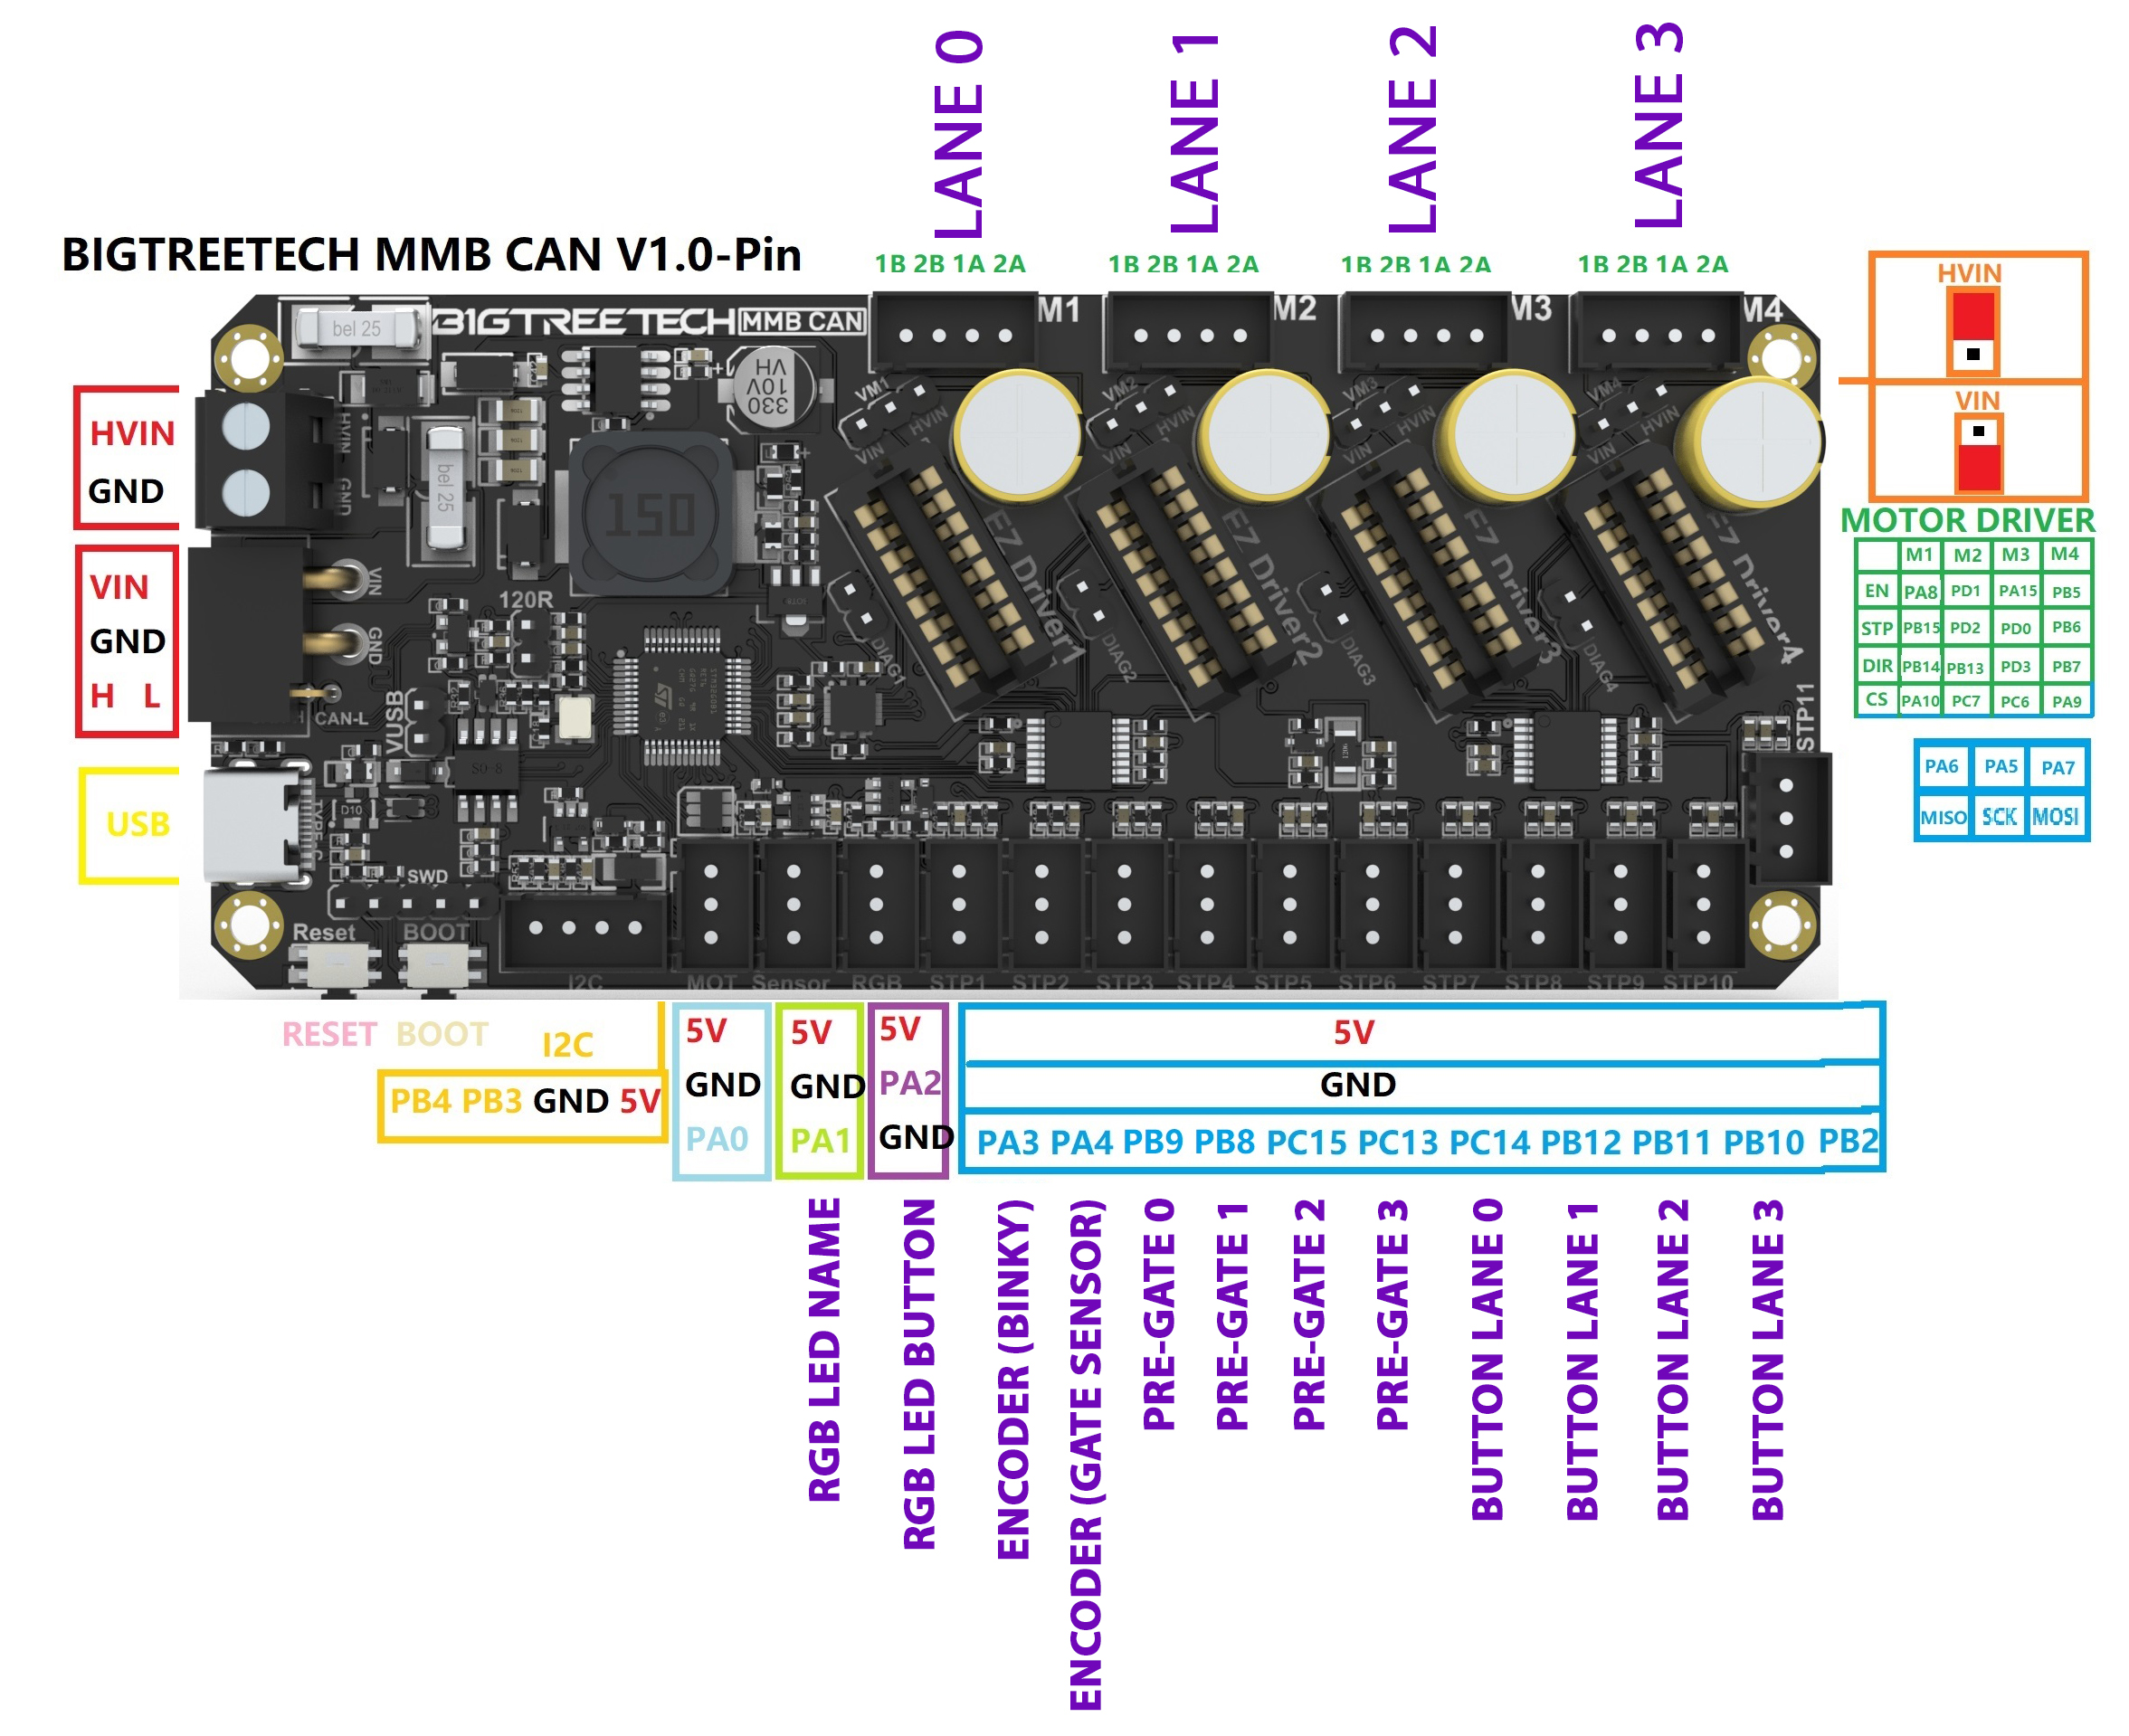 LANE 0
LANE 1
LANE 2
LANE 3
BIGTREETECH MMB CAN V1.0-Pin
1B 2B 1A 2A
1B 2B 1A 2A
1B 2B 1A 2A
1B 2B 1A 2A
bel 25
BIGTREETECH MMB CAN
M1
M2
M3
M4
330
10V
VH
VM1
HVIN
VIN
VM2
HVIN
VIN
VM3
HVIN
VIN
VM4
HVIN
VIN
HVIN
GND
HVIN
GND
bel 25
150
EZ Driver1
EZ Driver2
EZ Driver3
EZ Driver4
VIN
GND
H L
VIN
GND
CAN-L
120R
VUSB
SO-8
DIAG1
DIAG2
DIAG3
DIAG4
STP11
USB
TYPE-C
D10
SWD
Reset
BOOT
I2C
MOT
Sensor
RGB
STP1
STP2
STP3
STP4
STP5
STP6
STP7
STP8
STP9
STP10
HVIN
VIN
MOTOR DRIVER
M1 M2 M3 M4
EN PA8 PD1 PA15 PB5
STP PB15 PD2 PD0 PB6
DIR PB14 PB13 PD3 PB7
CS PA10 PC7 PC6 PA9
PA6 PA5 PA7
MISO SCK MOSI
RESET BOOT
I2C
PB4 PB3 GND 5V
5V
GND
PA0
5V
GND
PA1
5V
PA2
GND
5V
GND
PA3 PA4 PB9 PB8 PC15 PC13 PC14 PB12 PB11 PB10 PB2
RGB LED NAME
RGB LED BUTTON
ENCODER (BINKY)
ENCODER (GATE SENSOR)
PRE-GATE 0
PRE-GATE 1
PRE-GATE 2
PRE-GATE 3
BUTTON LANE 0
BUTTON LANE 1
BUTTON LANE 2
BUTTON LANE 3